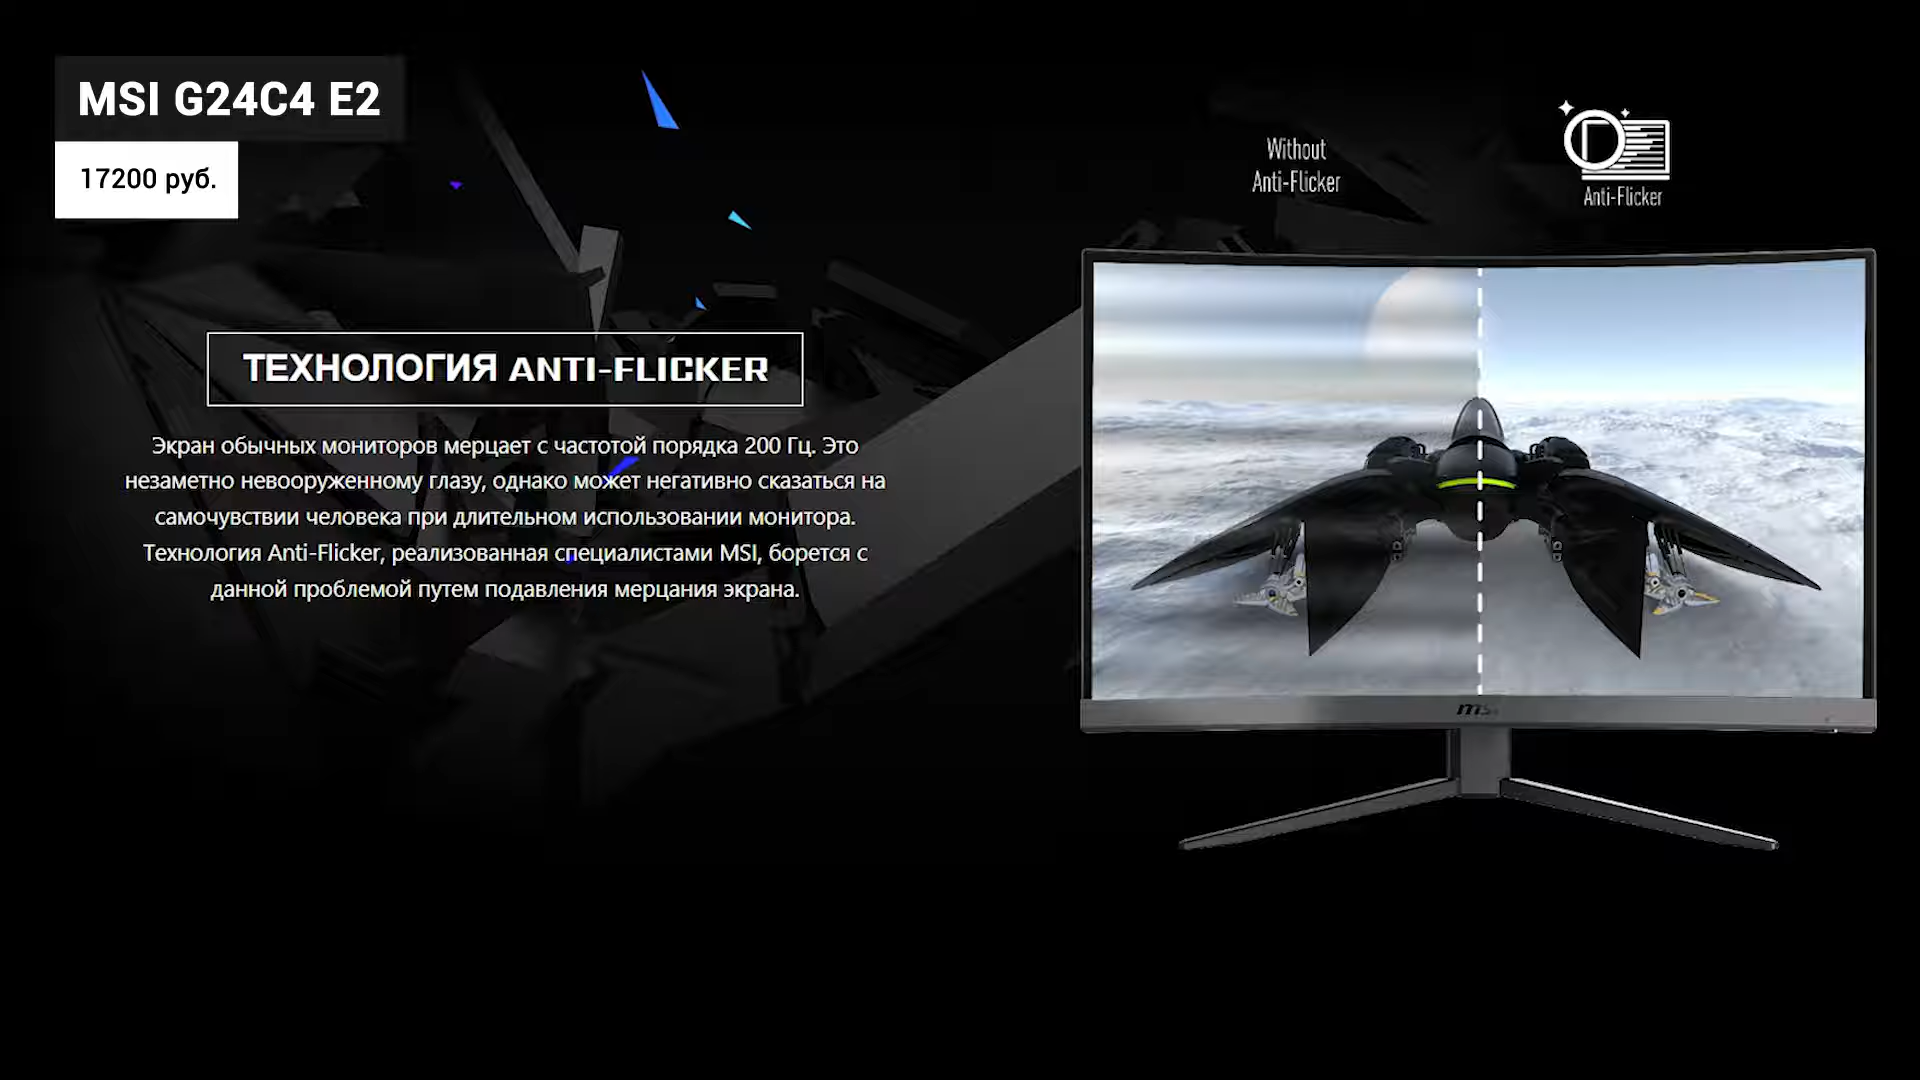 MSI G24C4 E2
17200 руб.
Without
Anti-Flicker
Anti-Flicker
ТЕХНОЛОГИЯ ANTI-FLICKER
Экран обычных мониторов мерцает с частотой порядка 200 Гц. Это
незаметно невооруженному глазу, однако может негативно сказаться на
самочувствии человека при длительном использовании монитора.
Технология Anti-Flicker, реализованная специалистами MSI, борется с
данной проблемой путем подавления мерцания экрана.
msi